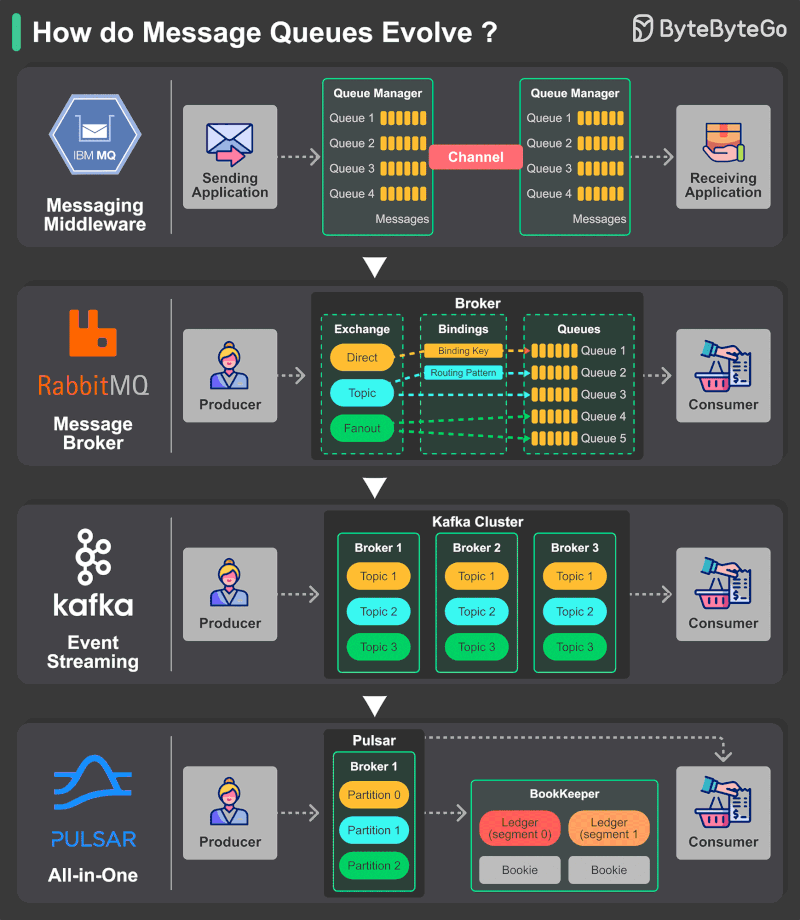 How do Message Queues Evolve ?
ByteByteGo
IBM MQ
Messaging
Middleware
Sending
Application
Queue Manager
Queue 1
Queue 2
Queue 3
Queue 4
Messages
Channel
Queue Manager
Queue 1
Queue 2
Queue 3
Queue 4
Messages
Receiving
Application
RabbitMQ
Message
Broker
Producer
Broker
Exchange
Direct
Topic
Fanout
Bindings
Binding Key
Routing Pattern
Queues
Queue 1
Queue 2
Queue 3
Queue 4
Queue 5
Consumer
kafka
Event
Streaming
Producer
Kafka Cluster
Broker 1
Topic 1
Topic 2
Topic 3
Broker 2
Topic 1
Topic 2
Topic 3
Broker 3
Topic 1
Topic 2
Topic 3
Consumer
PULSAR
All-in-One
Producer
Pulsar
Broker 1
Partition 0
Partition 1
Partition 2
BookKeeper
Ledger
(segment 0)
Ledger
(segment 1
Bookie
Bookie
Consumer